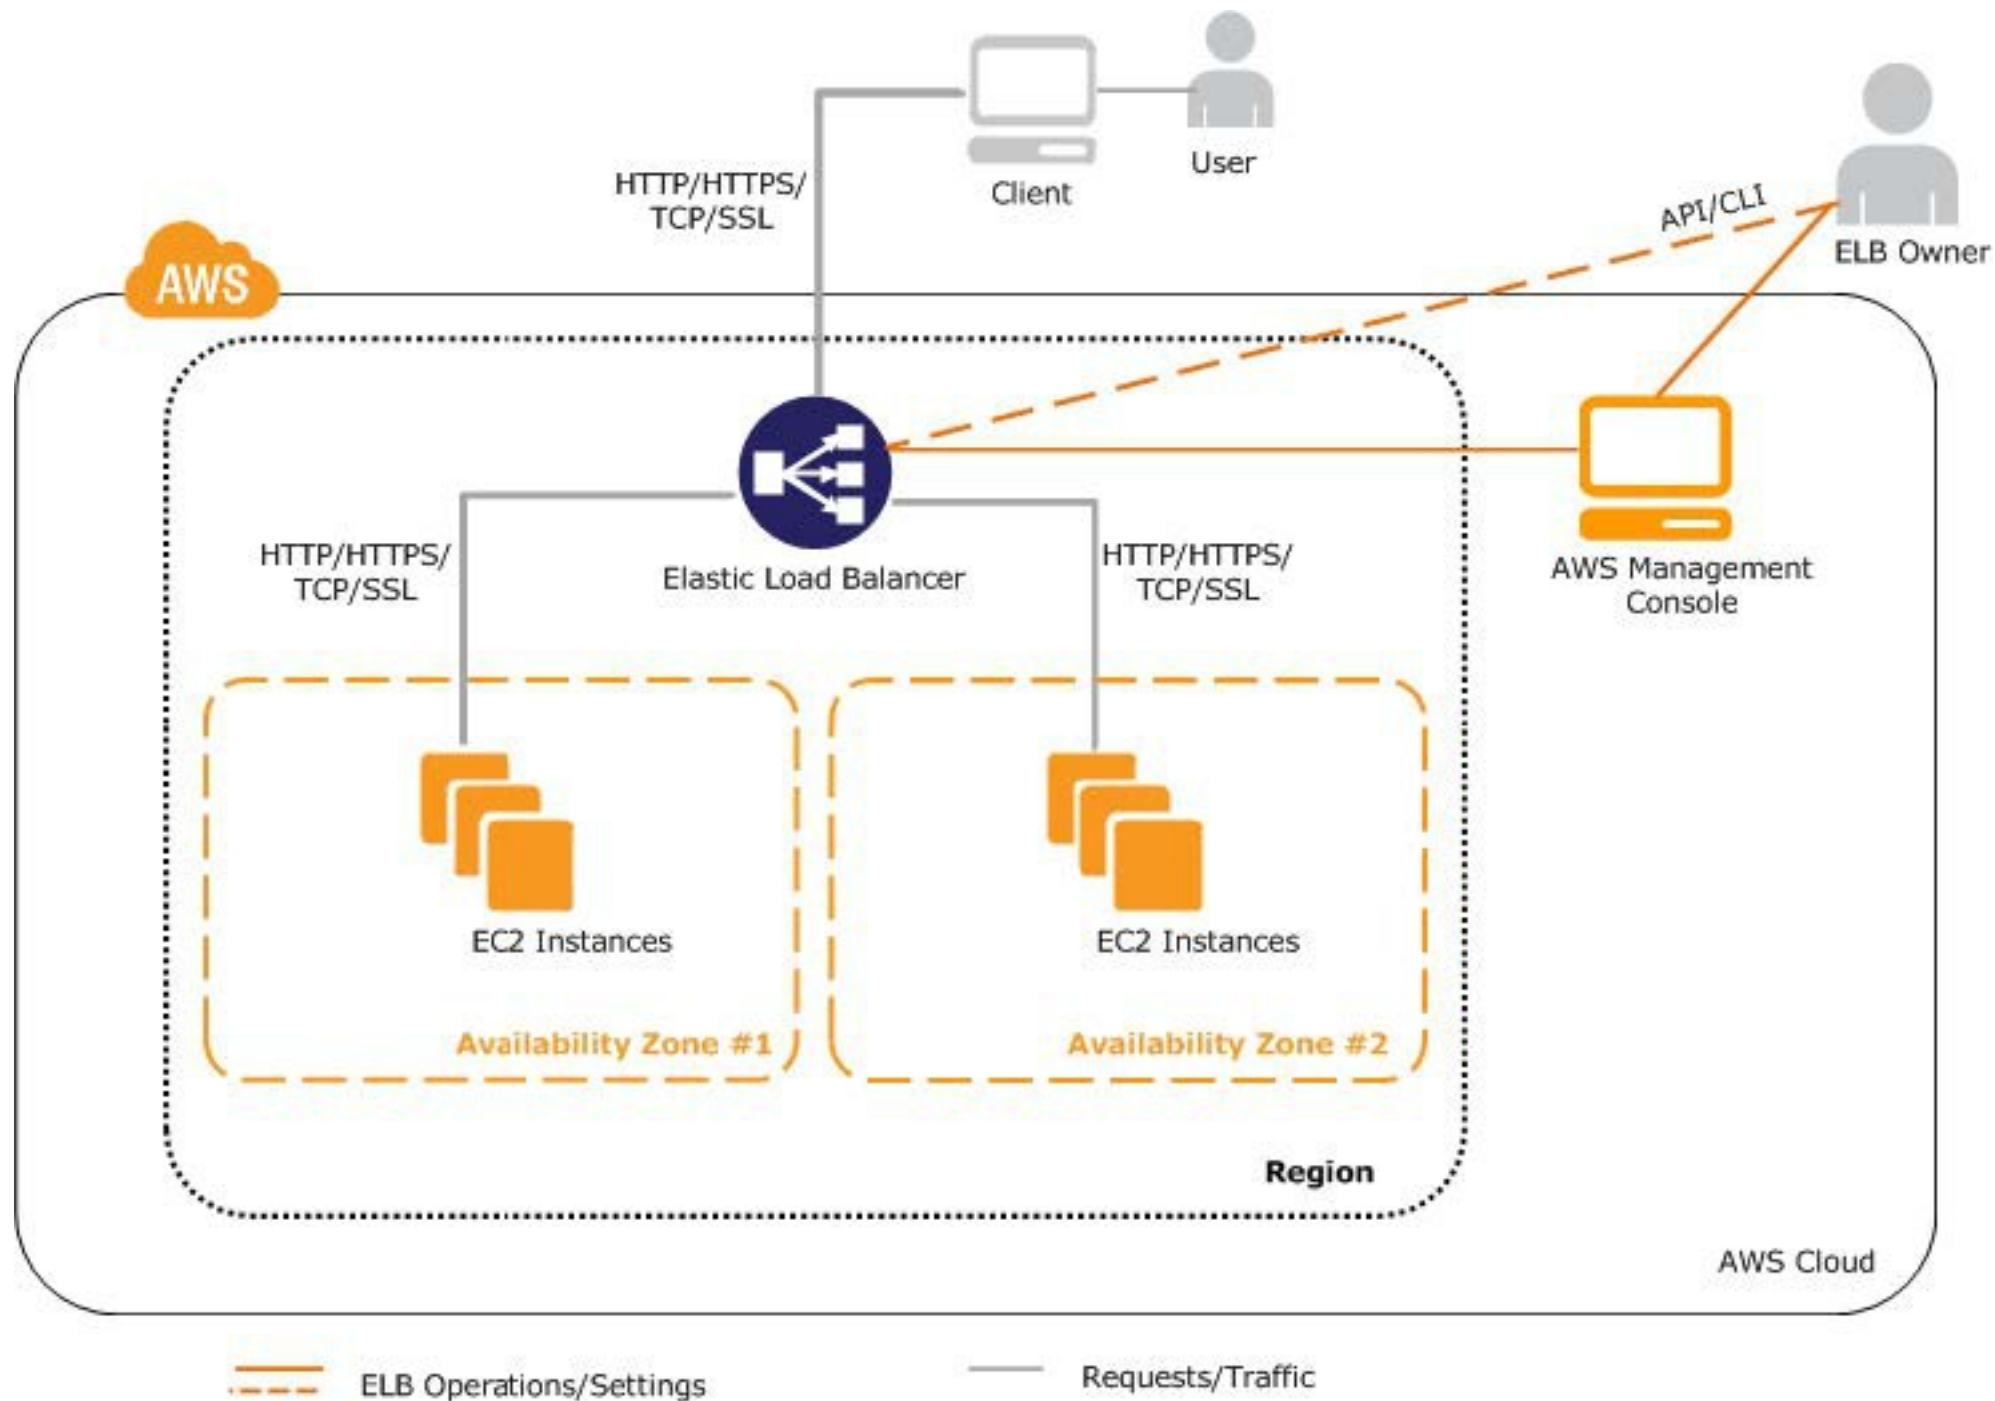 User
Client
HTTP/HTTPS/
TCP/SSL
API/CLI
ELB Owner
AWS
HTTP/HTTPS/
TCP/SSL
Elastic Load Balancer
HTTP/HTTPS/
TCP/SSL
AWS Management
Console
EC2 Instances
EC2 Instances
Availability Zone #1
Availability Zone #2
Region
AWS Cloud
ELB Operations/Settings
Requests/Traffic